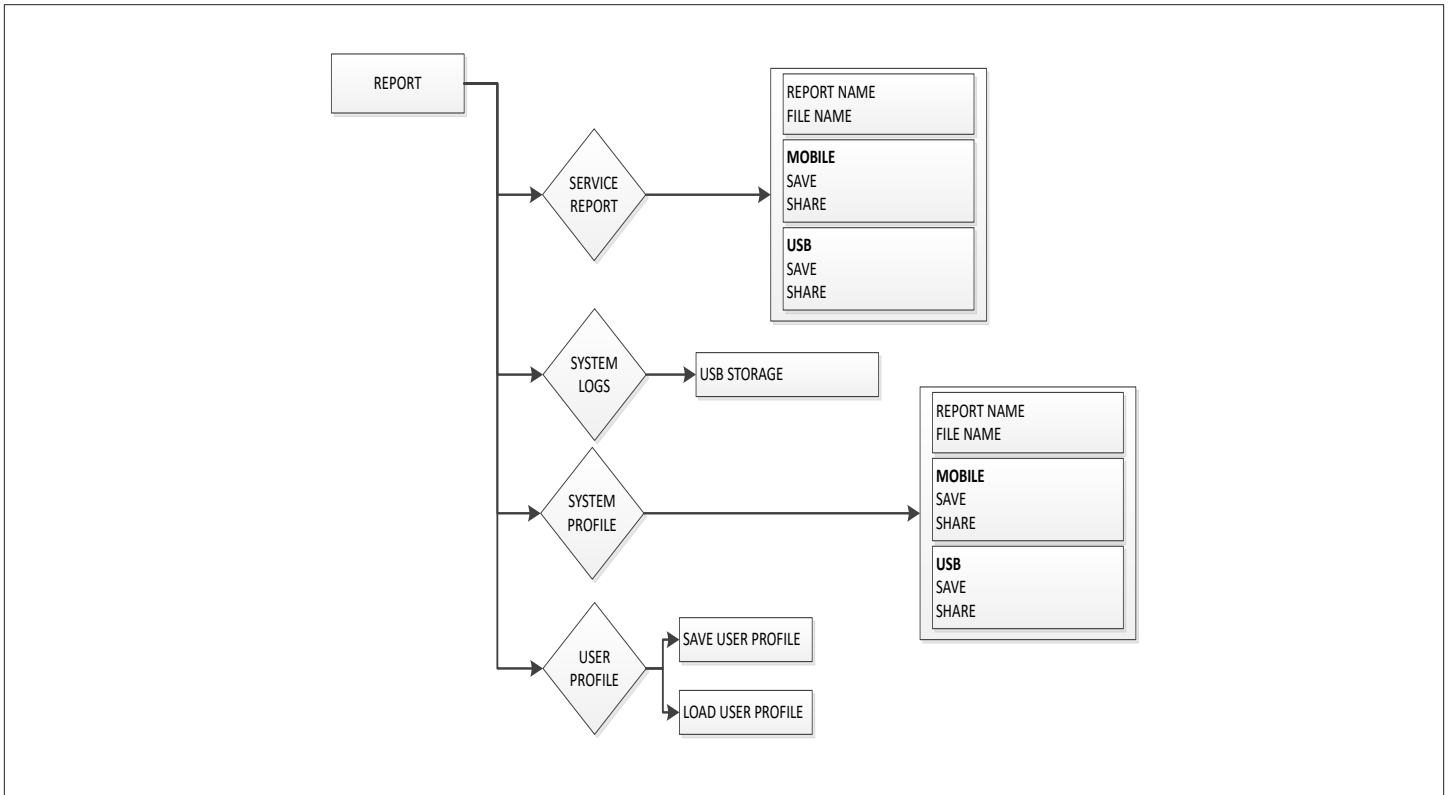 REPORT
SERVICE
REPORT
REPORT NAME
FILE NAME
MOBILE
SAVE
SHARE
USB
SAVE
SHARE
SYSTEM
LOGS
USB STORAGE
SYSTEM
PROFILE
REPORT NAME
FILE NAME
MOBILE
SAVE
SHARE
USB
SAVE
SHARE
USER
PROFILE
SAVE USER PROFILE
LOAD USER PROFILE